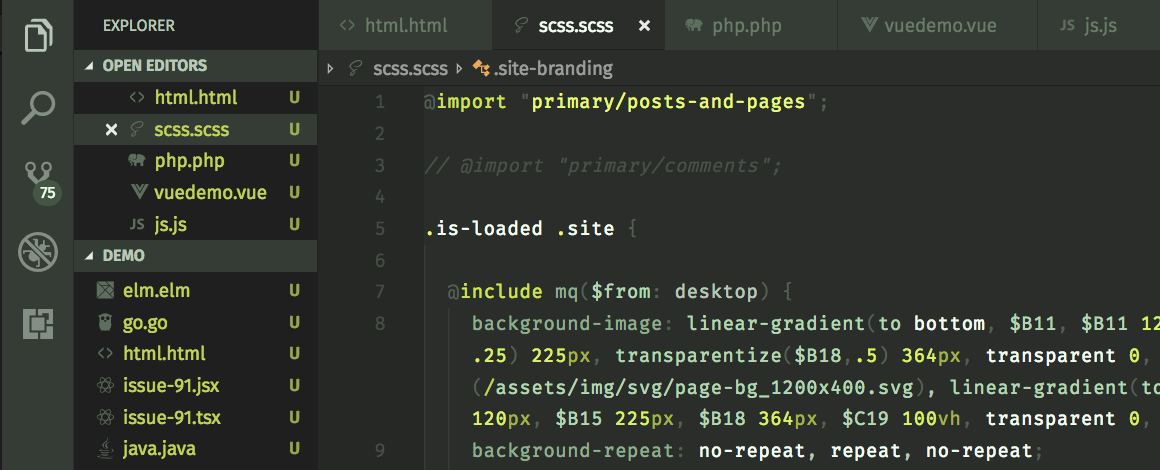 EXPLORER
OPEN EDITORS
html.html U
scss.scss U
php.php U
vuedemo.vue U
JS js.js U
75
DEMO
elm.elm U
go.go U
html.html U
issue-91.jsx U
issue-91.tsx U
java.java U
html.html scss.scss php.php vuedemo.vue JS js.js
scss.scss .site-branding
1 @import "primary/posts-and-pages";
2
3 // @import "primary/comments";
4
5 .is-loaded .site {
6
7 @include mq($from: desktop) {
8 background-image: linear-gradient(to bottom, $B11, $B11 12
.25) 225px, transparentize($B18,.5) 364px, transparent 0,
(/assets/img/svg/page-bg_1200x400.svg), linear-gradient(to
120px, $B15 225px, $B18 364px, $C19 100vh, transparent 0,
9 background-repeat: no-repeat, repeat, no-repeat;